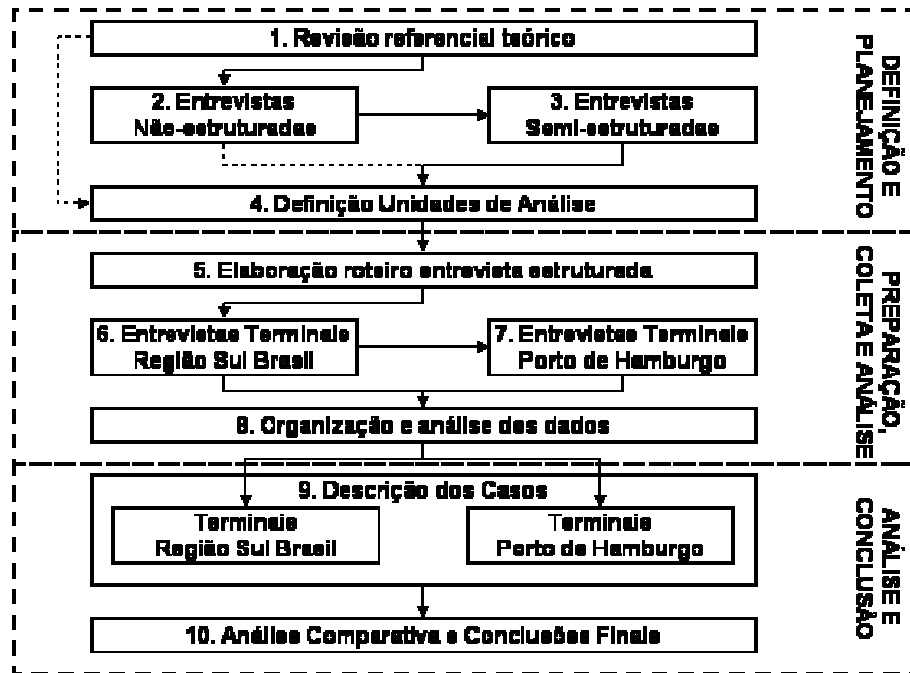 1. Revisão referencial teórico
2. Entrevistas
Não-estruturadas
3. Entrevistas
Semi-estruturadas
4. Definição Unidades de Análise
DEFINIÇÃO E
PLANEJAMENTO
5. Elaboração roteiro entrevista estruturada
6. Entrevistas Terminais
Região Sul Brasil
7. Entrevistas Terminais
Porto de Hamburgo
8. Organização e análise dos dados
PREPARAÇÃO,
COLETA E ANÁLISE
9. Descrição dos Casos
Terminais
Região Sul Brasil
Terminais
Porto de Hamburgo
10. Análise Comparativa e Conclusões Finais
ANÁLISE E
CONCLUSÃO